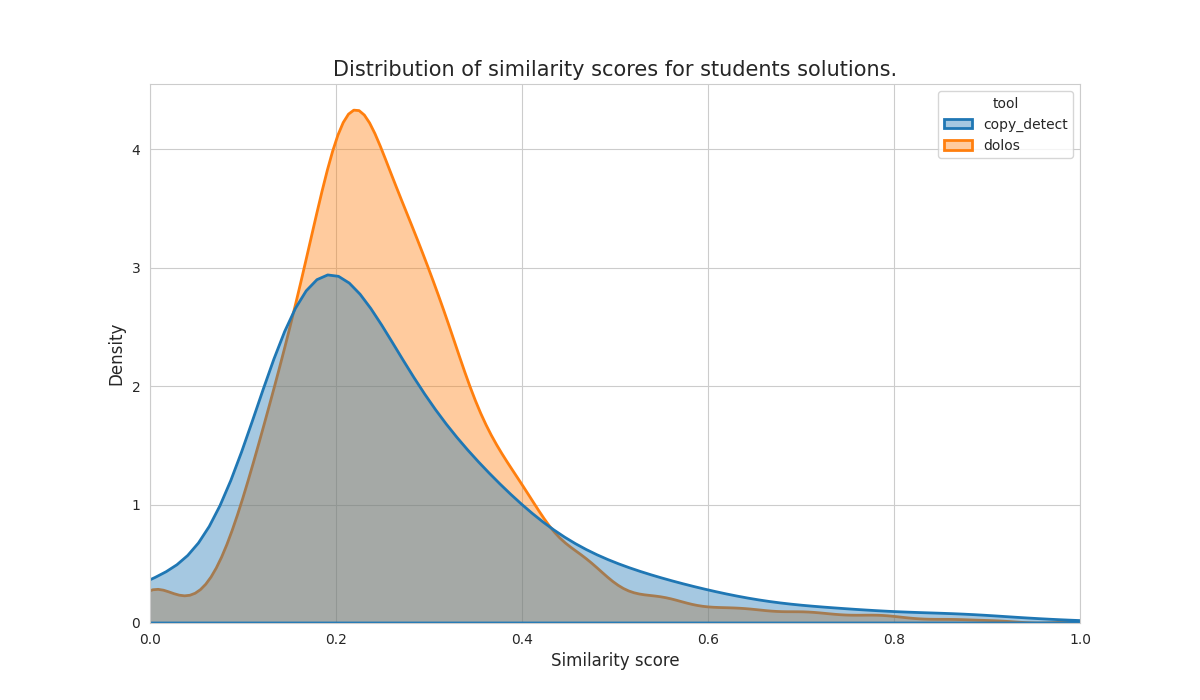 Distribution of similarity scores for students solutions.
tool
copy_detect
dolos
Density
4
3
2
1
0
0.0 0.2 0.4 0.6 0.8 1.0
Similarity score